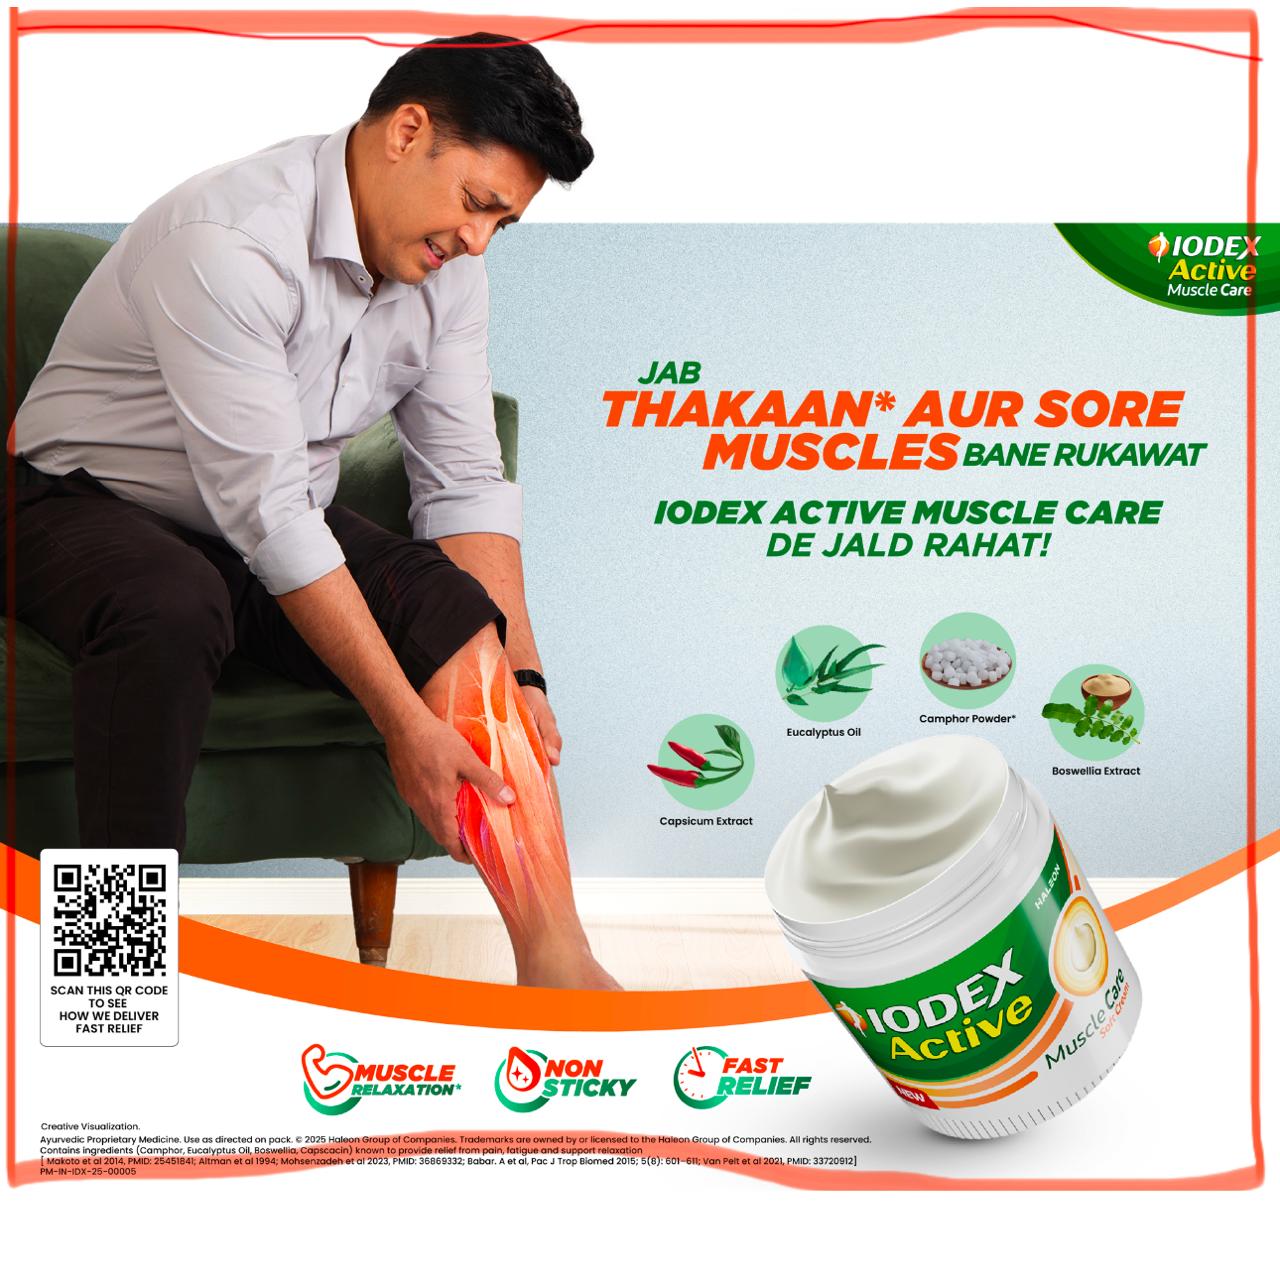 IODEX
Active
Muscle Care
JAB
THAKAAN* AUR SORE
MUSCLES BANE RUKAWAT
IODEX ACTIVE MUSCLE CARE
DE JALD RAHAT!
Eucalyptus Oil
Camphor Powder*
Boswellia Extract
Capsicum Extract
HALEON
IODEX
Active
Muscle Care
Soft Cream
NEW
SCAN THIS QR CODE
TO SEE
HOW WE DELIVER
FAST RELIEF
MUSCLE
RELAXATION*
NON
STICKY
FAST
RELIEF
Creative Visualization.
Ayurvedic Proprietary Medicine. Use as directed on pack. © 2025 Haleon Group of Companies. Trademarks are owned by or licensed to the Haleon Group of Companies. All rights reserved.
Contains ingredients (Camphor, Eucalyptus Oil, Boswellia, Capscacin) known to provide relief from pain, fatigue and support relaxation
[ Makoto et al 2014, PMID: 25451841; Altman et al 1994; Mohsenzadeh et al 2023, PMID: 36869332; Babar. A et al, Pac J Trop Biomed 2015; 5(8): 601-611; Van Pelt et al 2021, PMID: 33720912]
PM-IN-IDX-25-00005